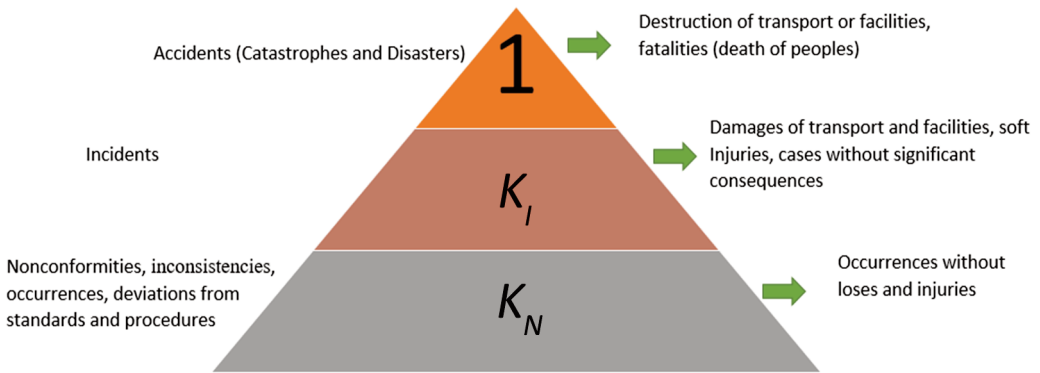 Accidents (Catastrophes and Disasters)
1
Destruction of transport or facilities,
fatalities (death of peoples)
Incidents
K_I
Damages of transport and facilities, soft
Injuries, cases without significant
consequences
Nonconformities, inconsistencies,
occurrences, deviations from
standards and procedures
K_N
Occurrences without
loses and injuries